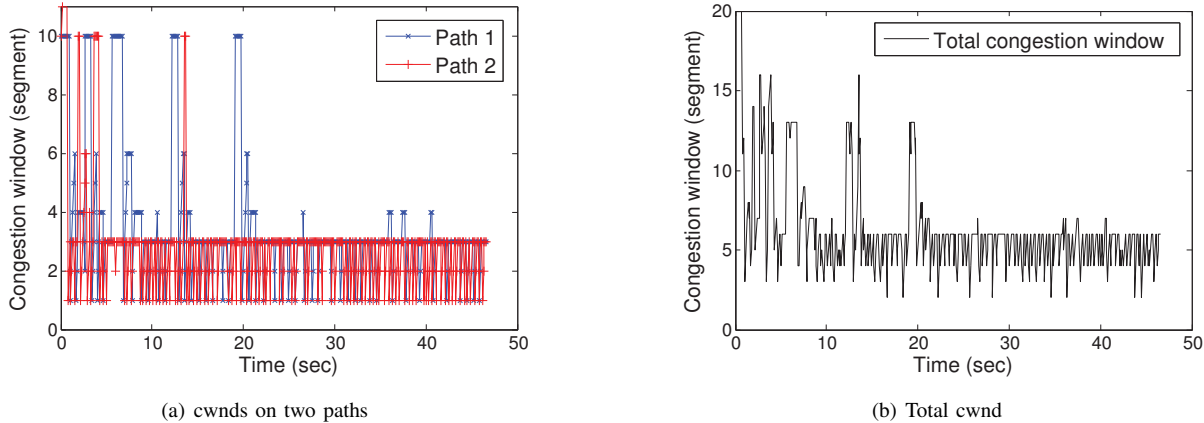 10
8
6
4
2
0
0
10
20
30
40
50
Congestion window (segment)
Time (sec)
Path 1
Path 2
(a) cwnds on two paths
20
15
10
5
0
0
10
20
30
40
50
Congestion window (segment)
Time (sec)
Total congestion window
(b) Total cwnd